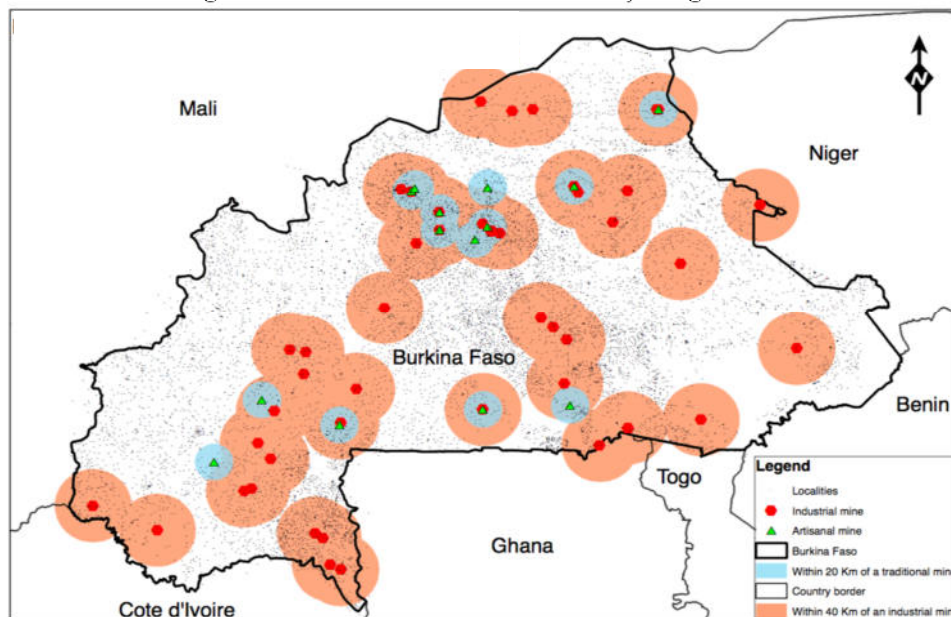 N
Mali
Niger
Burkina Faso
Benin
Togo
Ghana
Cote d'Ivoire
Legend
Localities
Industrial mine
Artisanal mine
Burkina Faso
Within 20 Km of a traditional min
Country border
Within 40 Km of an industrial min